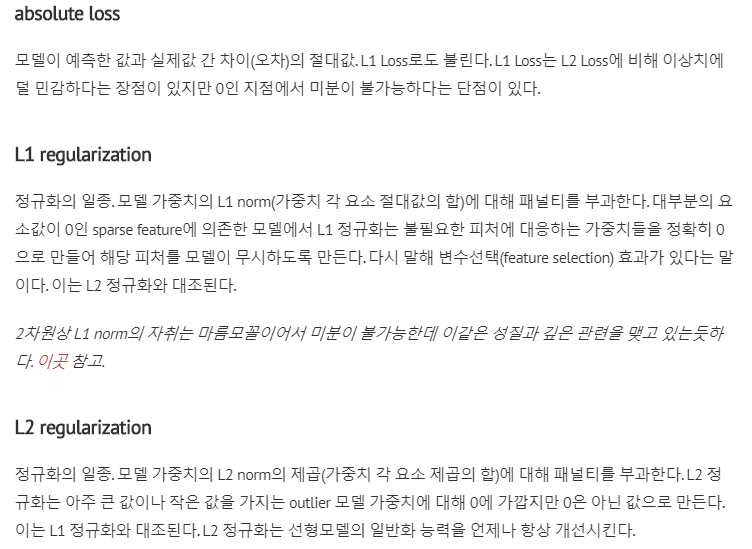 absolute loss
모델이 예측한 값과 실제값 간 차이(오차)의 절대값. L1 Loss로도 불린다. L1 Loss는 L2 Loss에 비해 이상치에
덜 민감하다는 장점이 있지만 0인 지점에서 미분이 불가능하다는 단점이 있다.
L1 regularization
정규화의 일종. 모델 가중치의 L1 norm(가중치 각 요소 절대값의 합)에 대해 패널티를 부과한다. 대부분의 요
소값이 0인 sparse feature에 의존한 모델에서 L1 정규화는 불필요한 피처에 대응하는 가중치들을 정확히 0
으로 만들어 해당 피처를 모델이 무시하도록 만든다. 다시 말해 변수선택(feature selection) 효과가 있다는 말
이다. 이는 L2 정규화와 대조된다.
2차원상 L1 norm의 자취는 마름모꼴이어서 미분이 불가능한데 이같은 성질과 깊은 관련을 맺고 있는듯하
다. 이곳 참고.
L2 regularization
정규화의 일종. 모델 가중치의 L2 norm의 제곱(가중치 각 요소 제곱의 합)에 대해 패널티를 부과한다. L2 정
규화는 아주 큰 값이나 작은 값을 가지는 outlier 모델 가중치에 대해 0에 가깝지만 0은 아닌 값으로 만든다.
이는 L1 정규화와 대조된다. L2 정규화는 선형모델의 일반화 능력을 언제나 항상 개선시킨다.